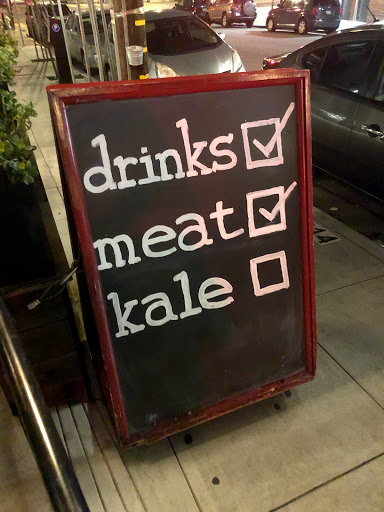 drinks ☑
meat ☑
kale ☐